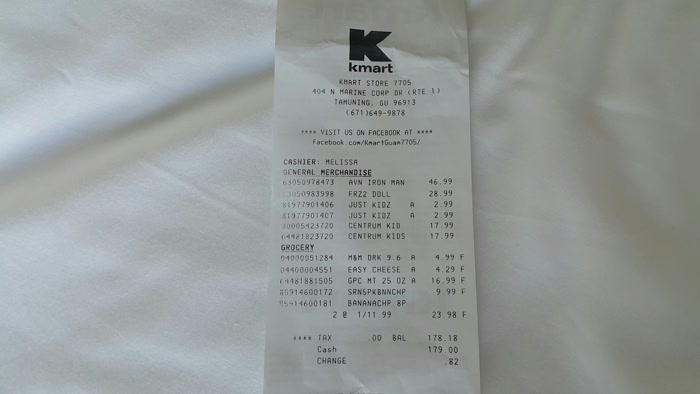 K
kmart
KMART STORE 7705
404 N MARINE CORP DR (RTE 1)
TAMUNING, GU 96913
(671)649-9878
**** VISIT US ON FACEBOOK AT ****
facebook.com/KmartGuam7705/
CASHIER: MELISSA
GENERAL MERCHANDISE
63050978473 AVN IRON MAN 46.99
63050983998 FRZ2 DOLL 28.99
81977901406 JUST KIDZ A 2.99
81977901407 JUST KIDZ A 2.99
30005423720 CENTRUM KID 17.99
64481823720 CENTRUM KIDS 17.99
GROCERY
04000051284 M&M DRK 9.6 A 4.99 F
04400004551 EASY CHEESE A 4.29 F
64481881505 GPC MT 25 OZ A 16.99 F
85914600172 SRNSPKBNNCHP 9.99 F
85914600181 BANANACHP 8P
2 @ 1/11.99 23.98 F
**** TAX .00 BAL 178.18
Cash 179.00
CHANGE .82